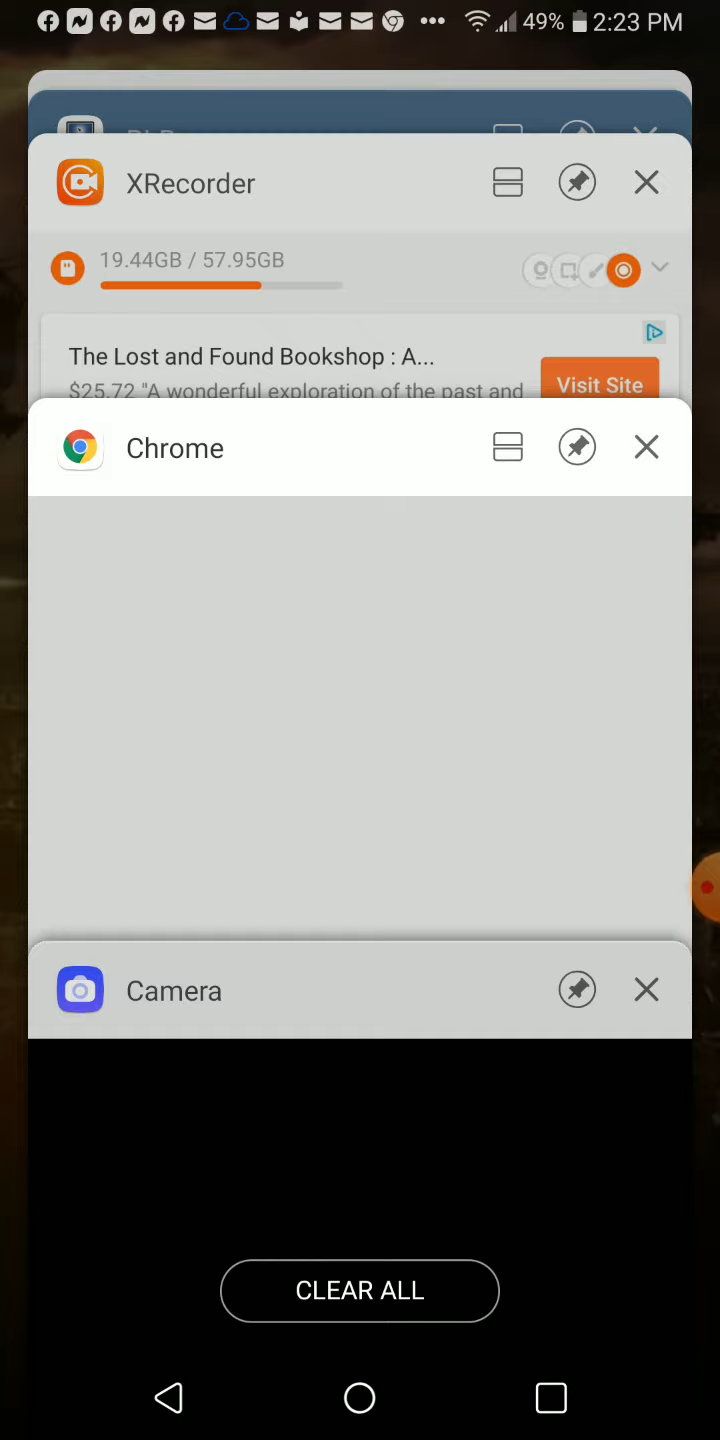 49% 2:23 PM
XRecorder
19.44GB / 57.95GB
The Lost and Found Bookshop : A...
$25.72 "A wonderful exploration of the past and
Visit Site
Chrome
Camera
CLEAR ALL